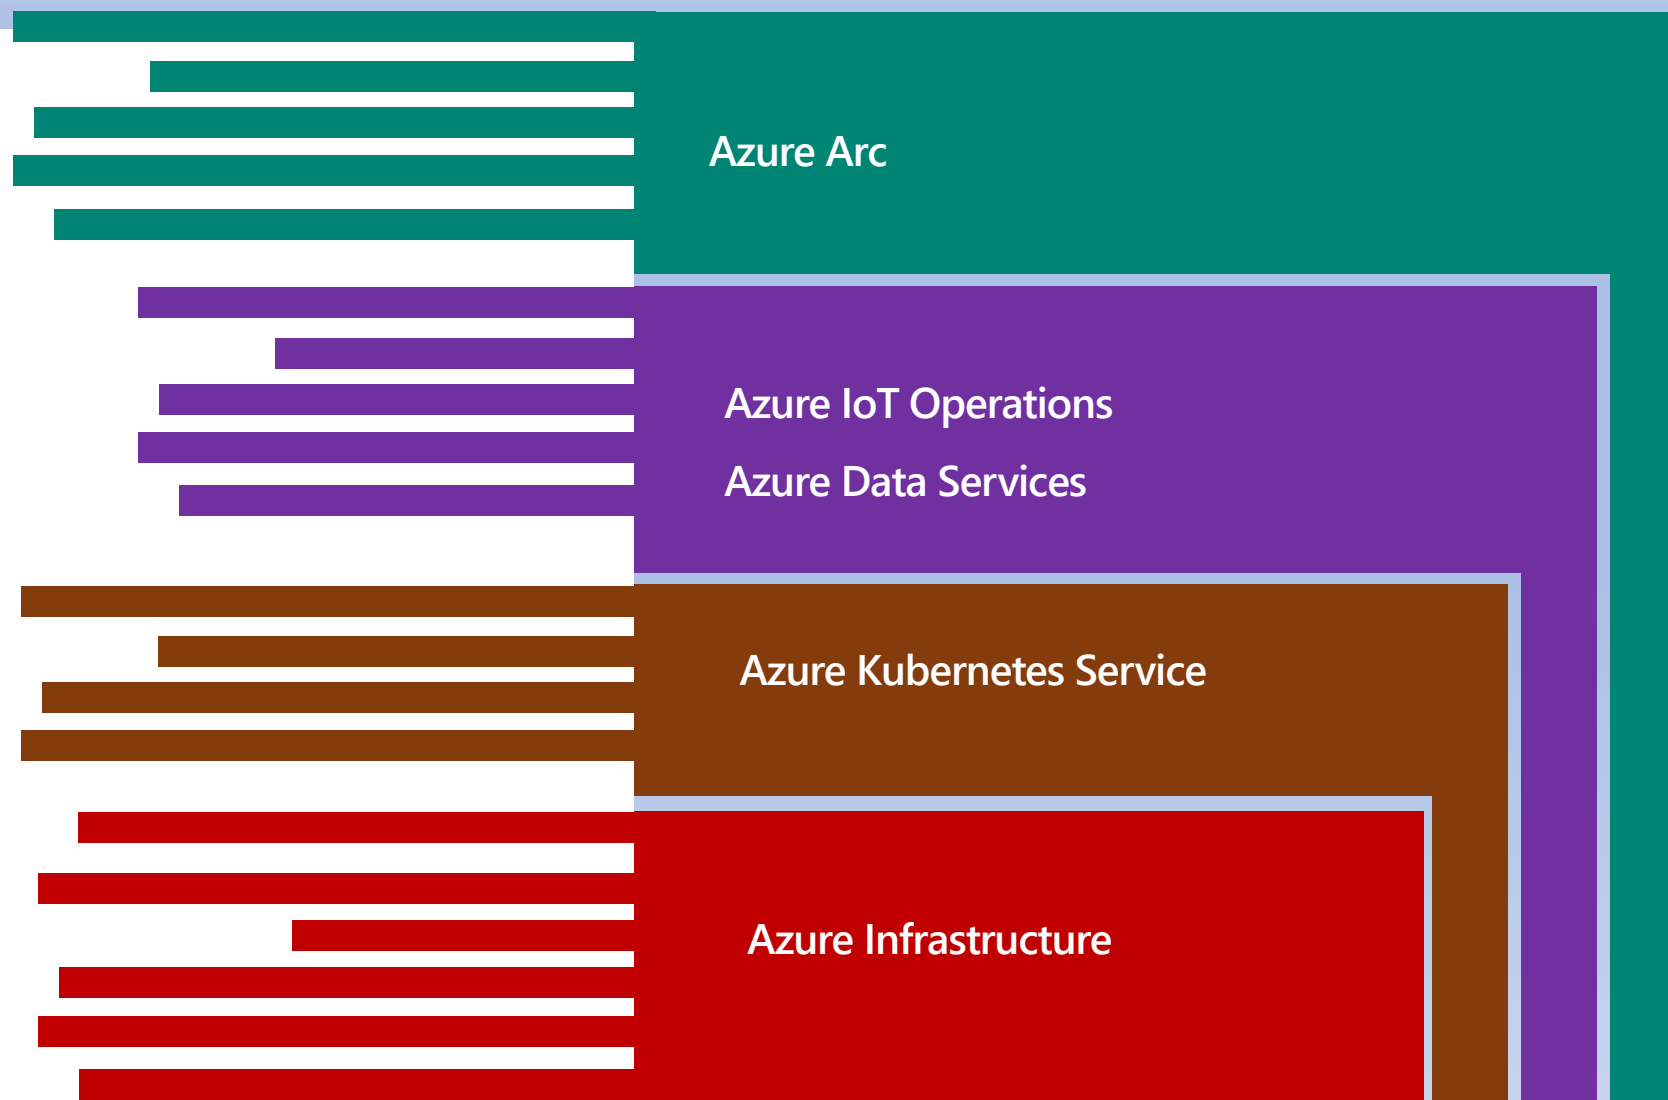 Azure Arc
Azure IoT Operations
Azure Data Services
Azure Kubernetes Service
Azure Infrastructure